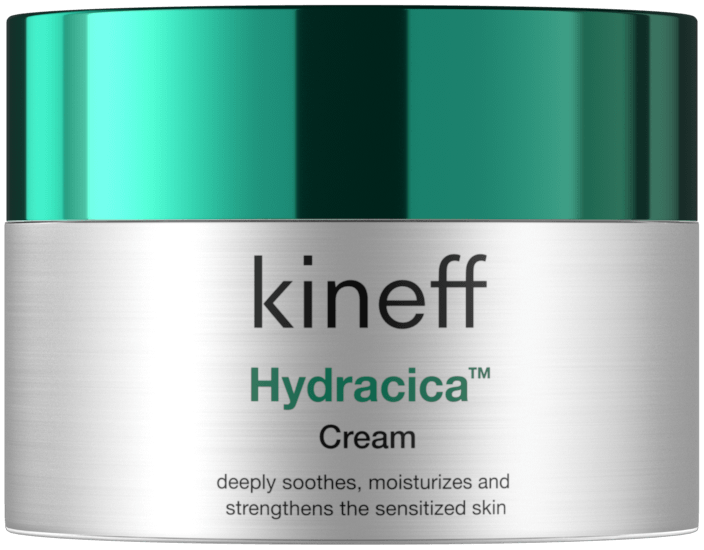 kineff
Hydracica™
Cream
deeply soothes, moisturizes and
strengthens the sensitized skin